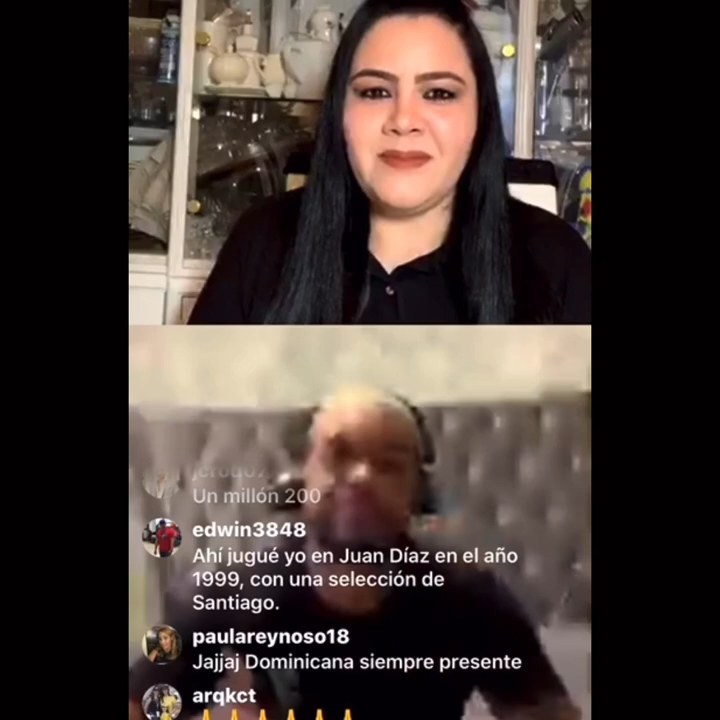 Un millón 200
edwin3848
Ahí jugué yo en Juan Díaz en el año
1999, con una selección de
Santiago.
paulareynoso18
Jajjaj Dominicana siempre presente
arqkct